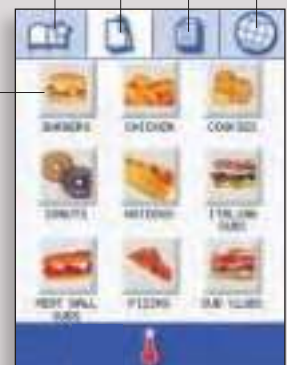 BURGERS CHICKEN COOKIES
DONUTS HOTDOGS ITALIAN
SUBS
MEAT BALL PIZZAS SUB CLUBS
SUBS